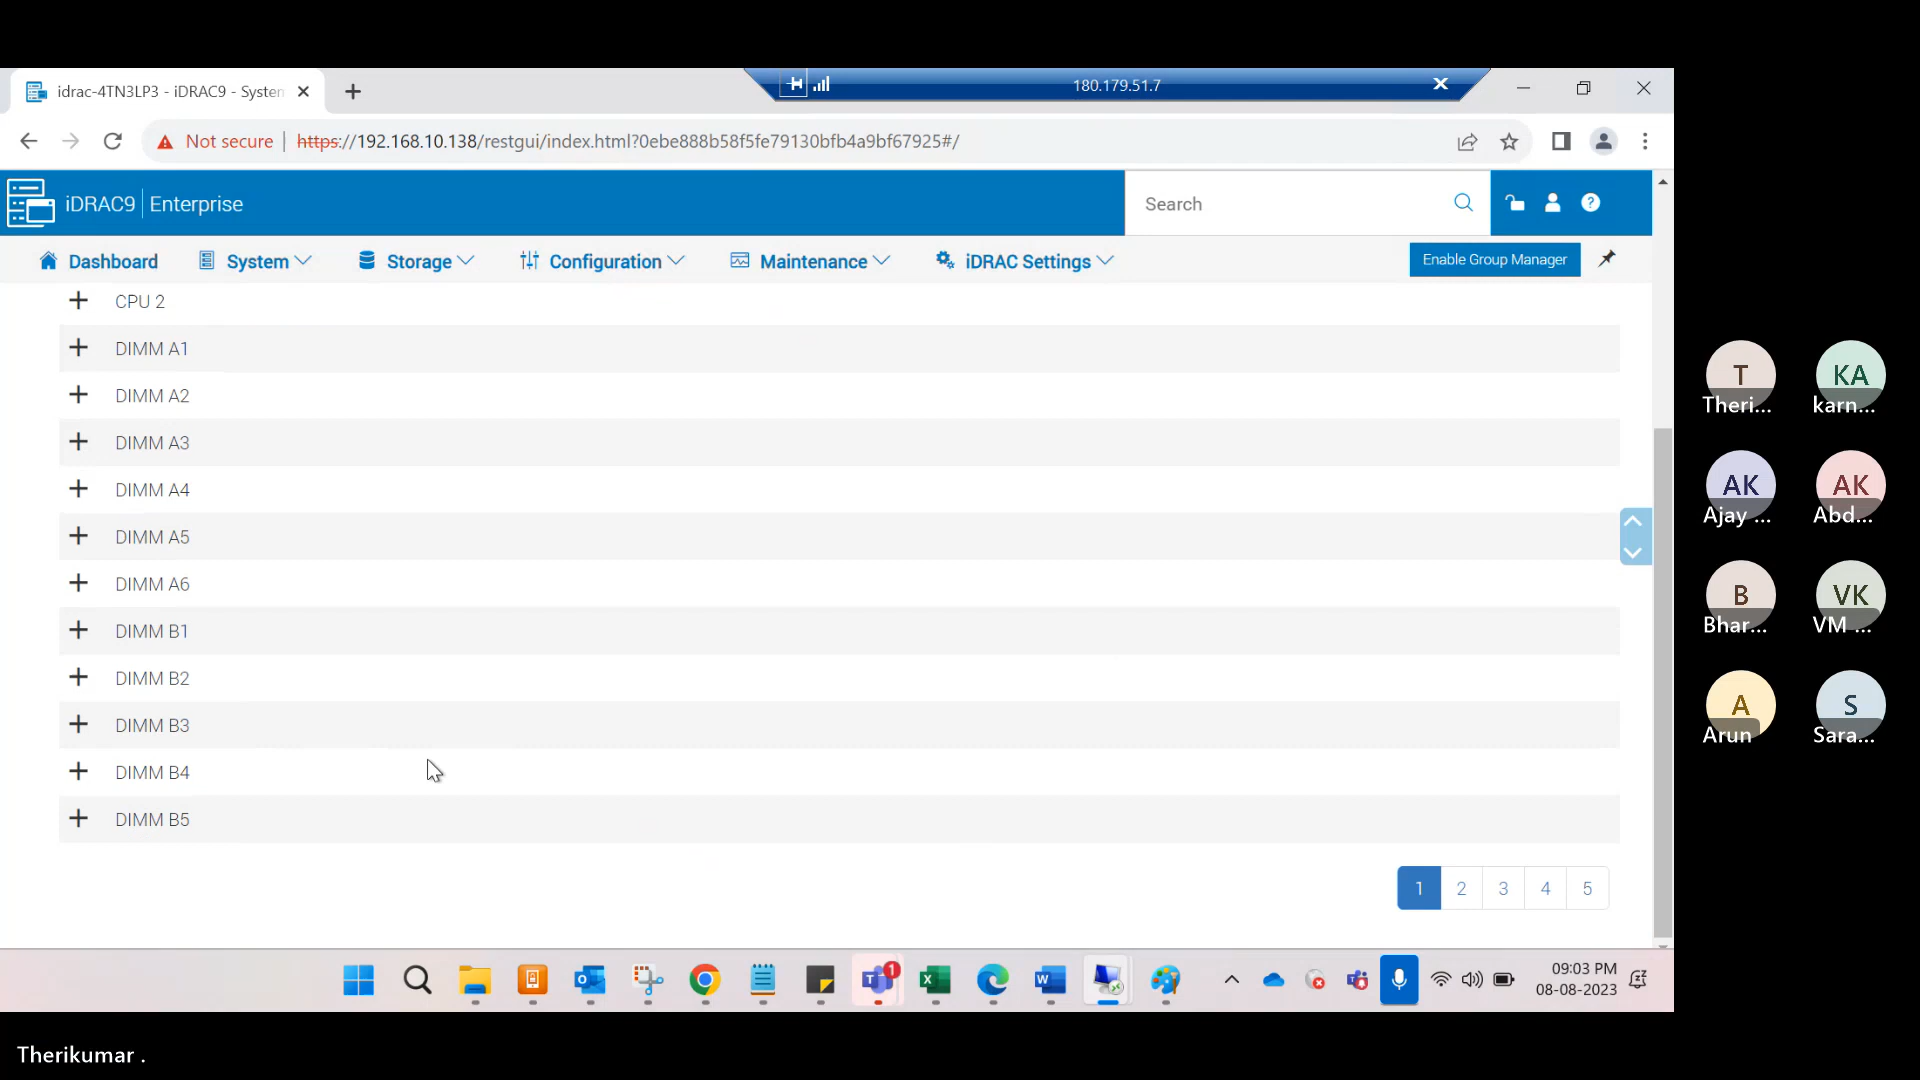 idrac-4TN3LP3 - iDRAC9 - System
180.179.51.7
Not secure | https://192.168.10.138/restgui/index.html?0ebe888b58f5fe79130bfb4a9bf67925#/
iDRAC9 | Enterprise
Search
Dashboard System Storage Configuration Maintenance iDRAC Settings Enable Group Manager
CPU 2
DIMM A1
DIMM A2
DIMM A3
DIMM A4
DIMM A5
DIMM A6
DIMM B1
DIMM B2
DIMM B3
DIMM B4
DIMM B5
1 2 3 4 5
T KA
Theri... karn...
AK AK
Ajay ... Abd...
B VK
Bhar... VM ...
A S
Arun Sara...
1
09:03 PM
08-08-2023
Therikumar .